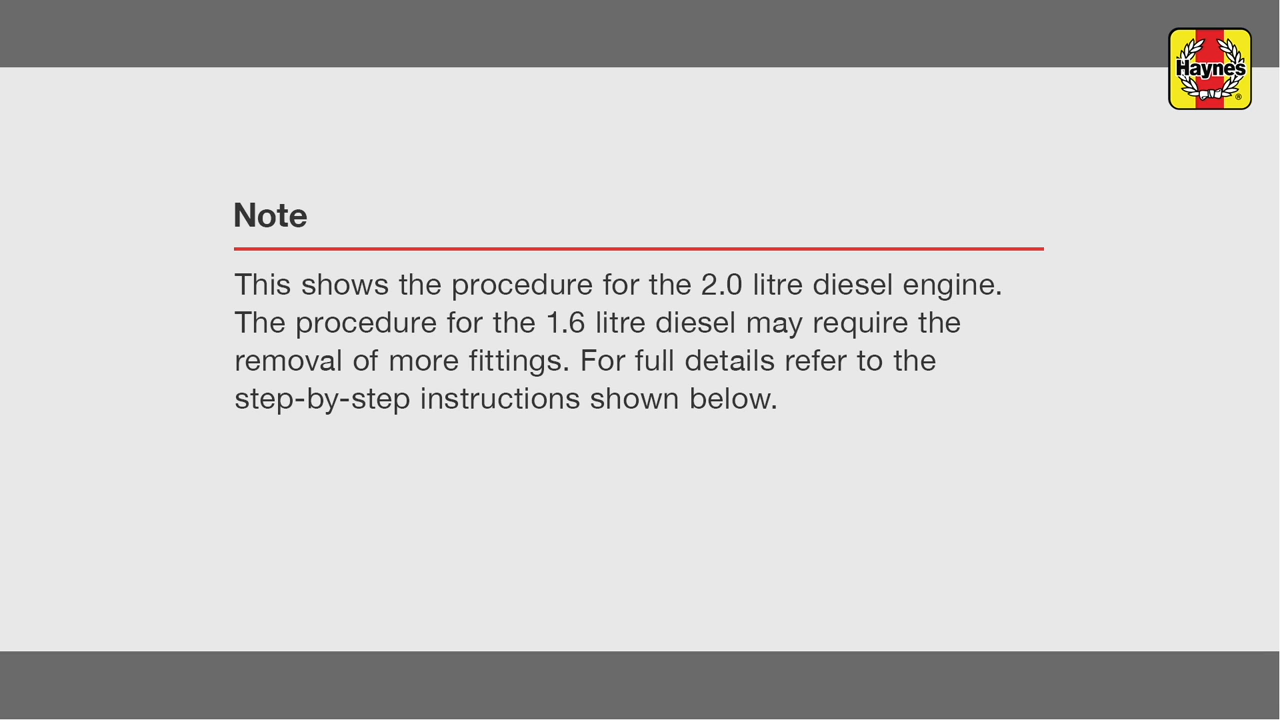 Haynes
®
Note
This shows the procedure for the 2.0 litre diesel engine.
The procedure for the 1.6 litre diesel may require the
removal of more fittings. For full details refer to the
step-by-step instructions shown below.